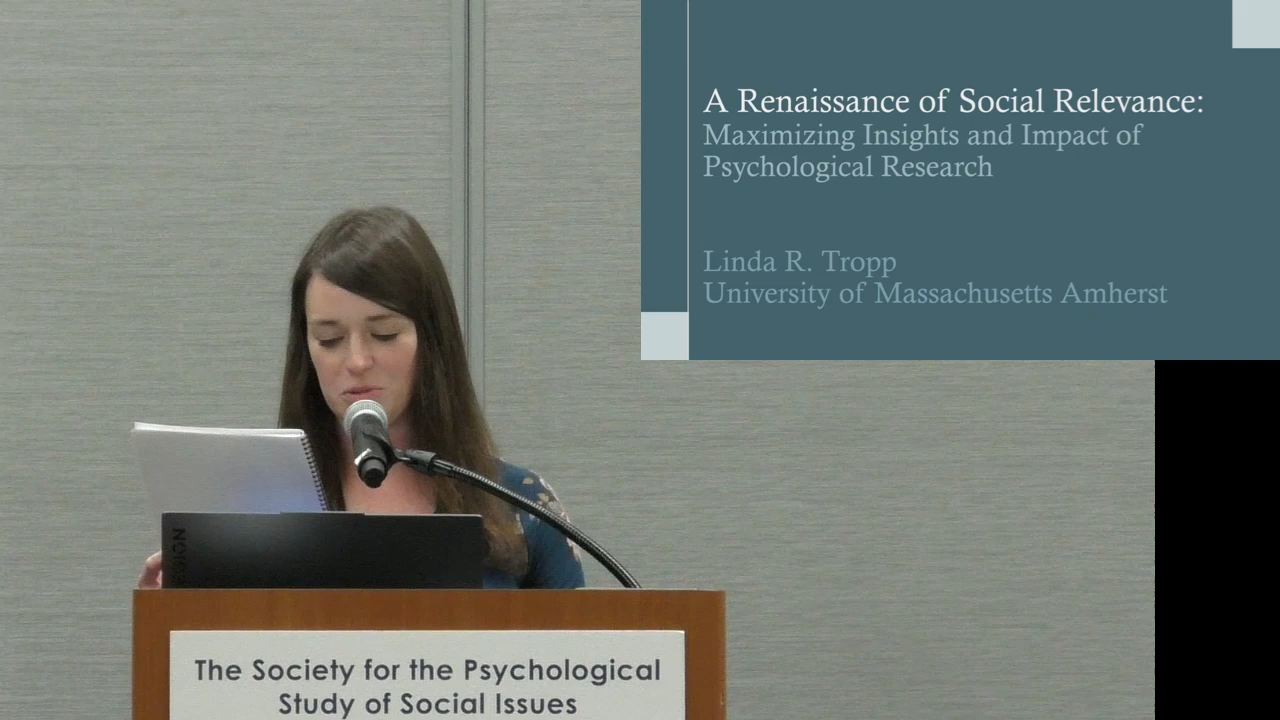 A Renaissance of Social Relevance:
Maximizing Insights and Impact of
Psychological Research
Linda R. Tropp
University of Massachusetts Amherst
The Society for the Psychological
Study of Social Issues